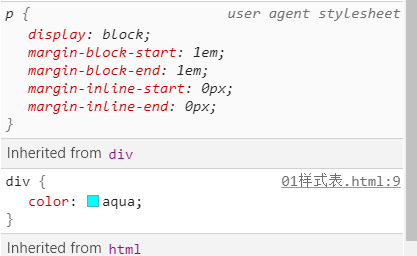 p {
user agent stylesheet
display: block;
margin-block-start: 1em;
margin-block-end: 1em;
margin-inline-start: 0px;
margin-inline-end: 0px;
}
Inherited from div
div {
01样式表.html:9
color: aqua;
}
Inherited from html